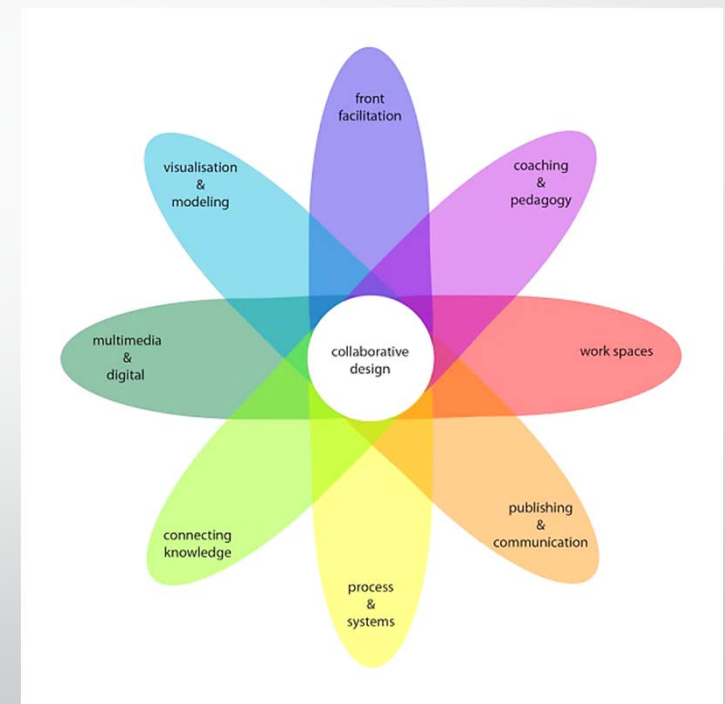 front
facilitation
coaching
&
pedagogy
work spaces
publishing
&
communication
process
&
systems
connecting
knowledge
multimedia
&
digital
visualisation
&
modeling
collaborative
design